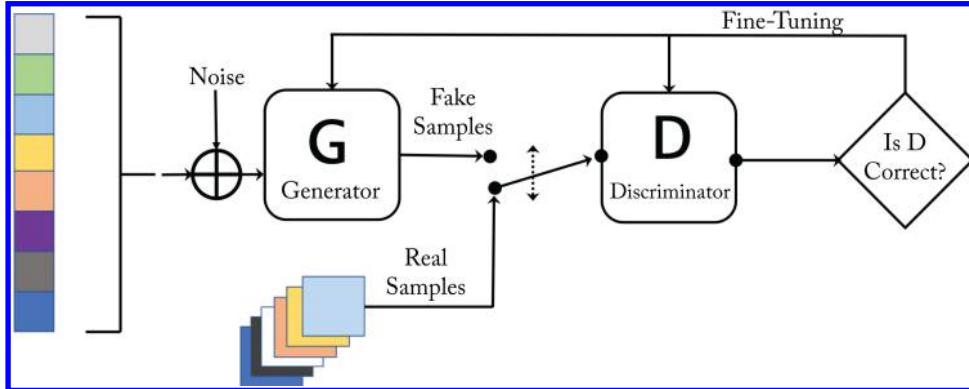 Fine-Tuning
Noise
G
Generator
Fake
Samples
D
Discriminator
Is D
Correct?
Real
Samples